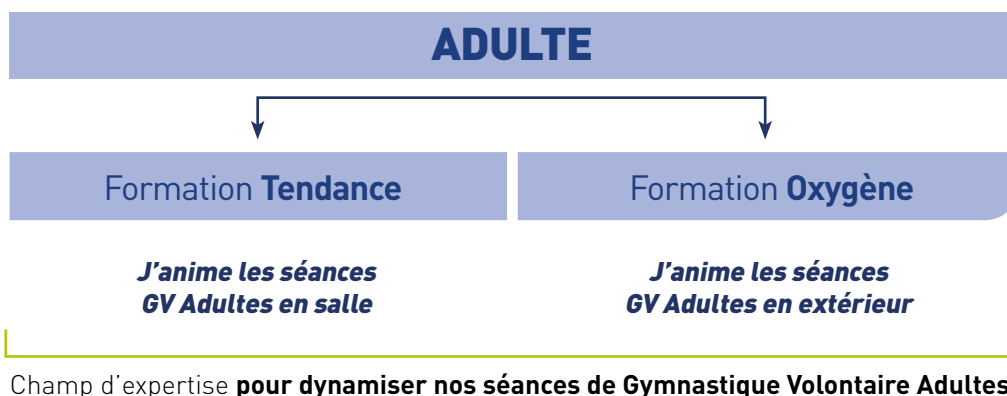 ADULTE
Formation Tendance
Formation Oxygène
J'anime les séances
GV Adultes en salle
J'anime les séances
GV Adultes en extérieur
Champ d'expertise pour dynamiser nos séances de Gymnastique Volontaire Adultes